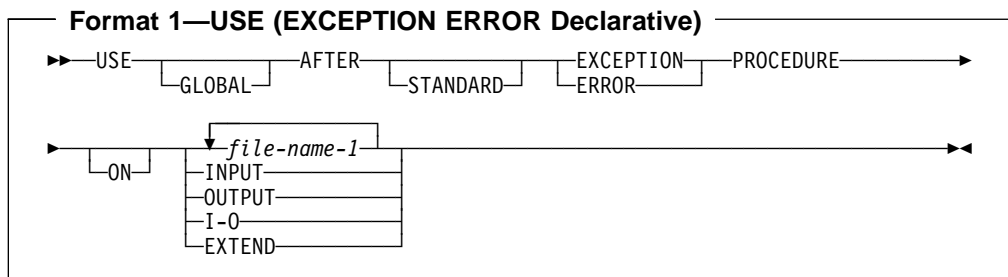 Format 1—USE (EXCEPTION ERROR Declarative)
USE GLOBAL AFTER STANDARD EXCEPTION PROCEDURE
ERROR
ON file-name-1
INPUT
OUTPUT
I-O
EXTEND